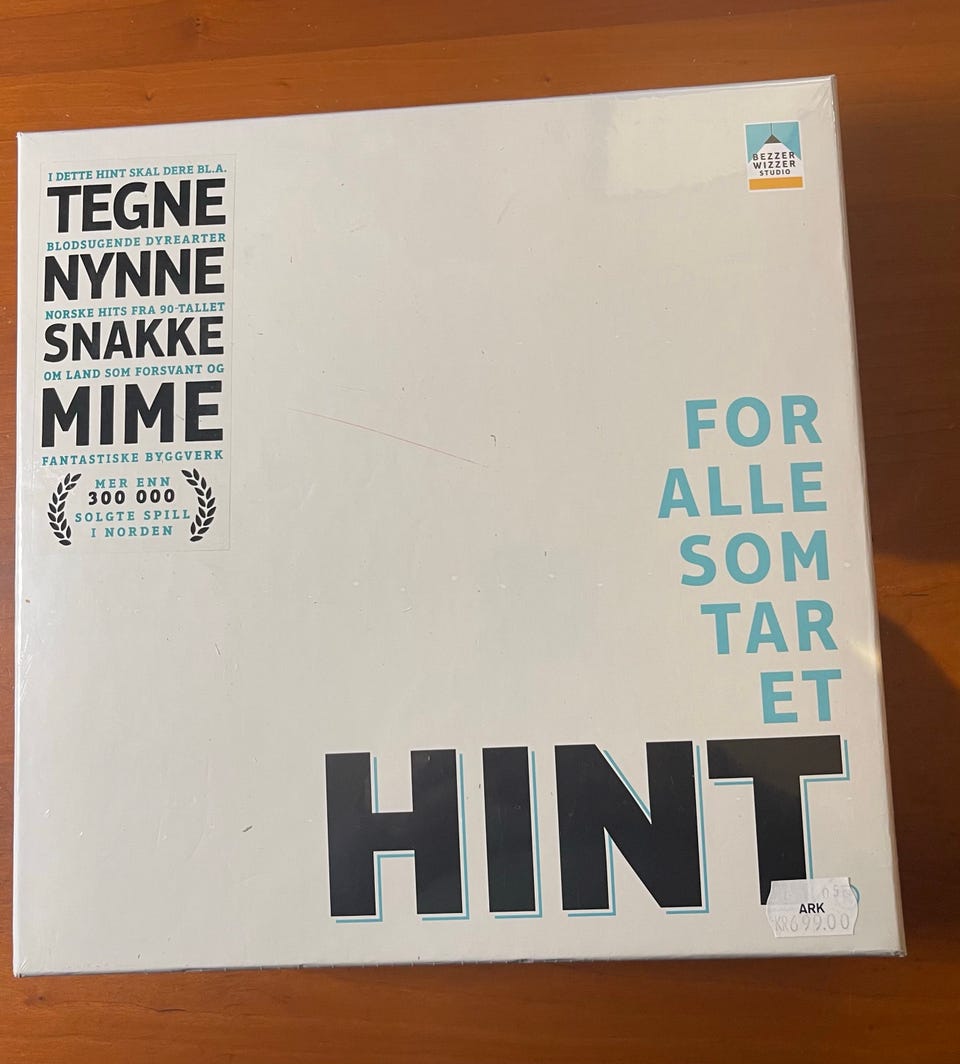 I DETTE HINT SKAL DERE BL.A.
TEGNE
BLODSUGENDE DYREARTER
NYNNE
NORSKE HITS FRA 90-TALLET
SNAKKE
OM LAND SOM FORSVANT OG
MIME
FANTASTISKE BYGGVERK
MER ENN
300 000
SOLGTE SPILL
I NORDEN
BEZZER
WIZZER
STUDIO
FOR
ALLE
SOM
TAR
ET
HINT
ARK
KR699.00